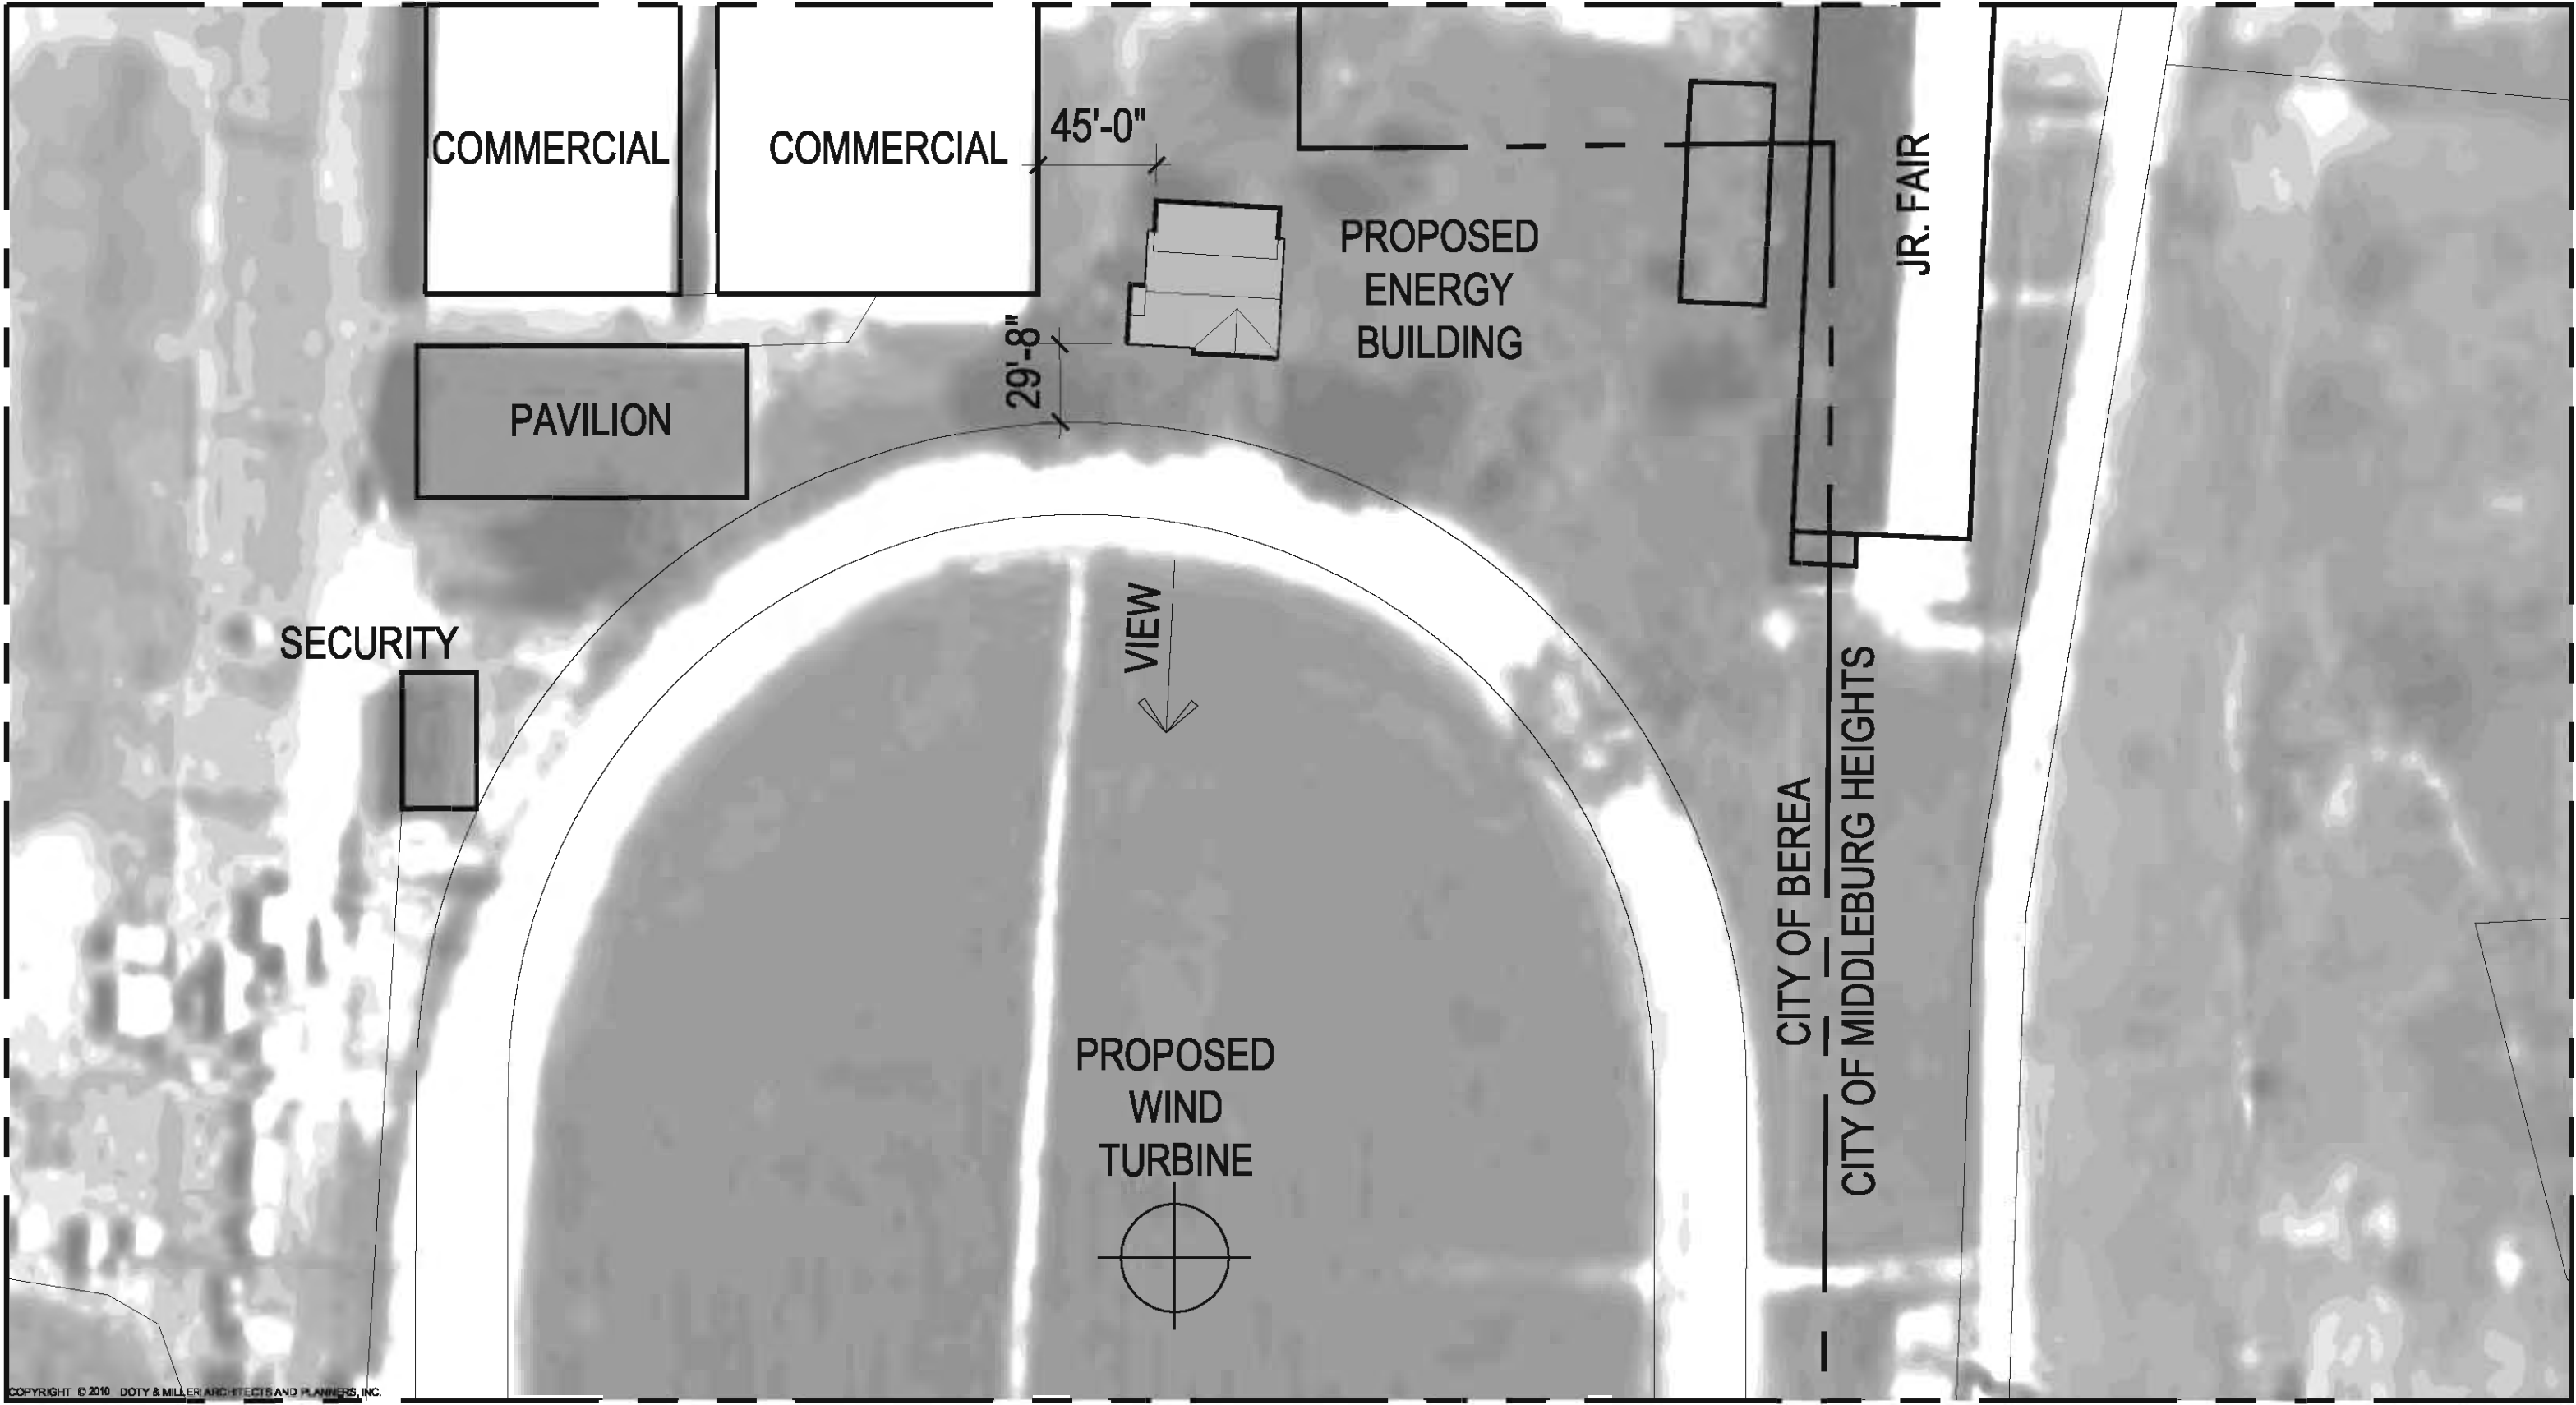 COMMERCIAL
COMMERCIAL
45'-0"
PROPOSED
ENERGY
BUILDING
JR. FAIR
29'-8"
PAVILION
SECURITY
VIEW
CITY OF BEREA
CITY OF MIDDLEBURG HEIGHTS
PROPOSED
WIND
TURBINE
COPYRIGHT © 2010 DOTY & MILLER ARCHITECTS AND PLANNERS, INC.